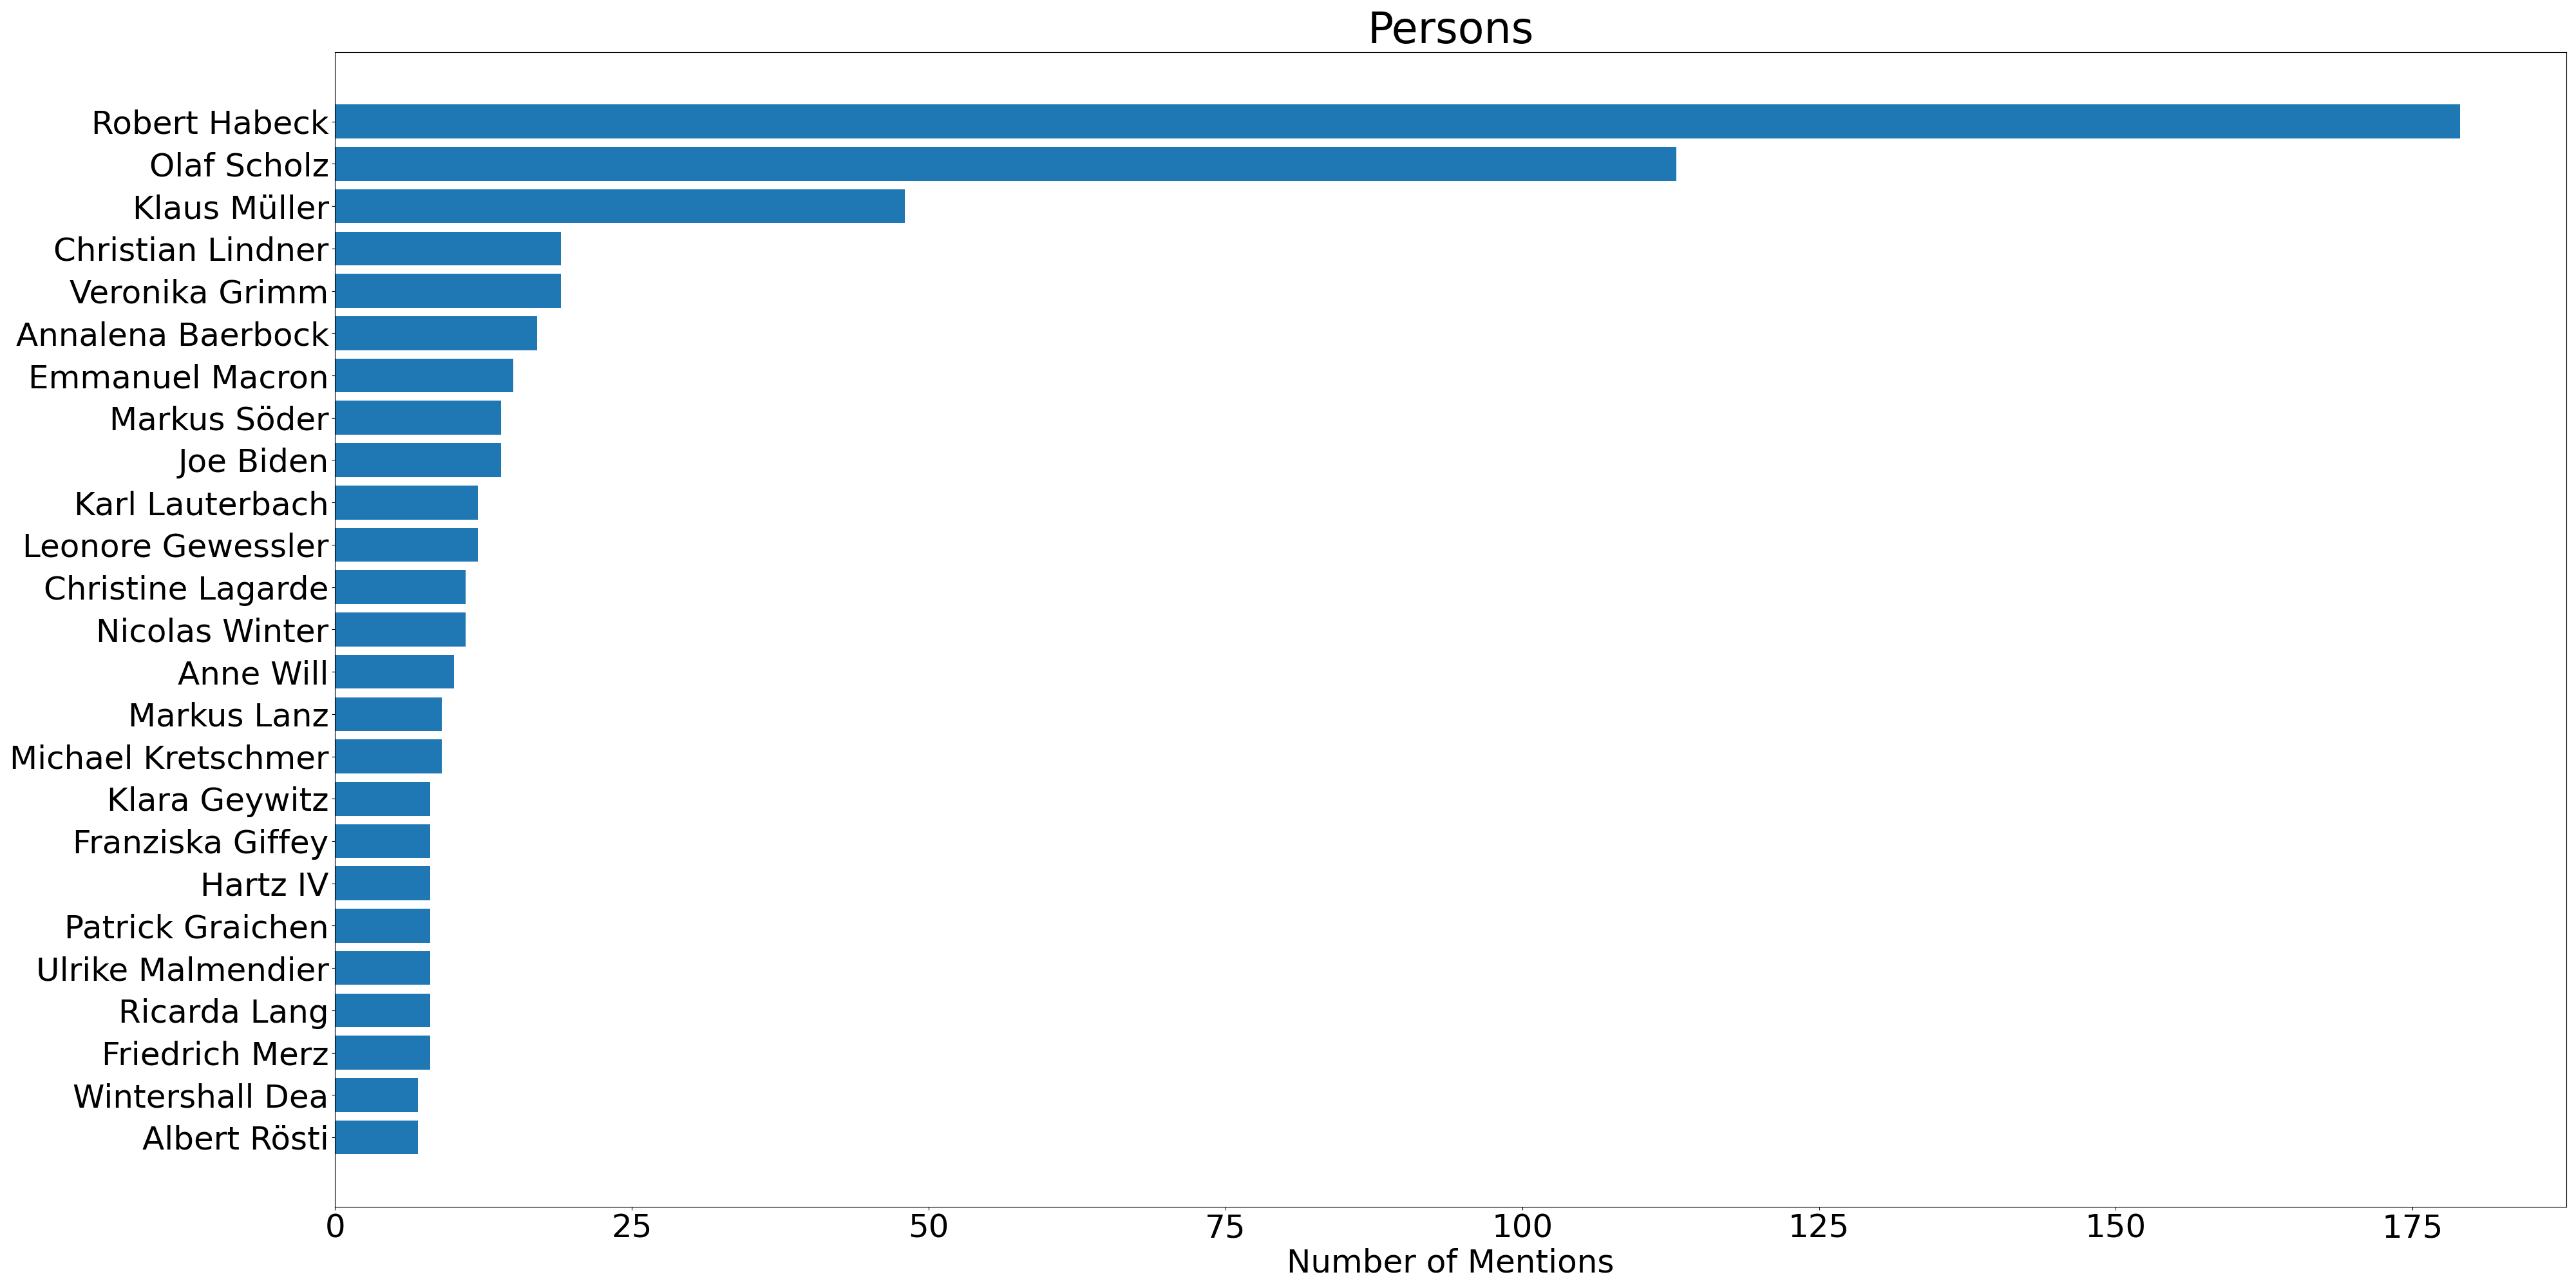 Persons
Robert Habeck
Olaf Scholz
Klaus Müller
Christian Lindner
Veronika Grimm
Annalena Baerbock
Emmanuel Macron
Markus Söder
Joe Biden
Karl Lauterbach
Leonore Gewessler
Christine Lagarde
Nicolas Winter
Anne Will
Markus Lanz
Michael Kretschmer
Klara Geywitz
Franziska Giffey
Hartz IV
Patrick Graichen
Ulrike Malmendier
Ricarda Lang
Friedrich Merz
Wintershall Dea
Albert Rösti
0 25 50 75 100 125 150 175
Number of Mentions